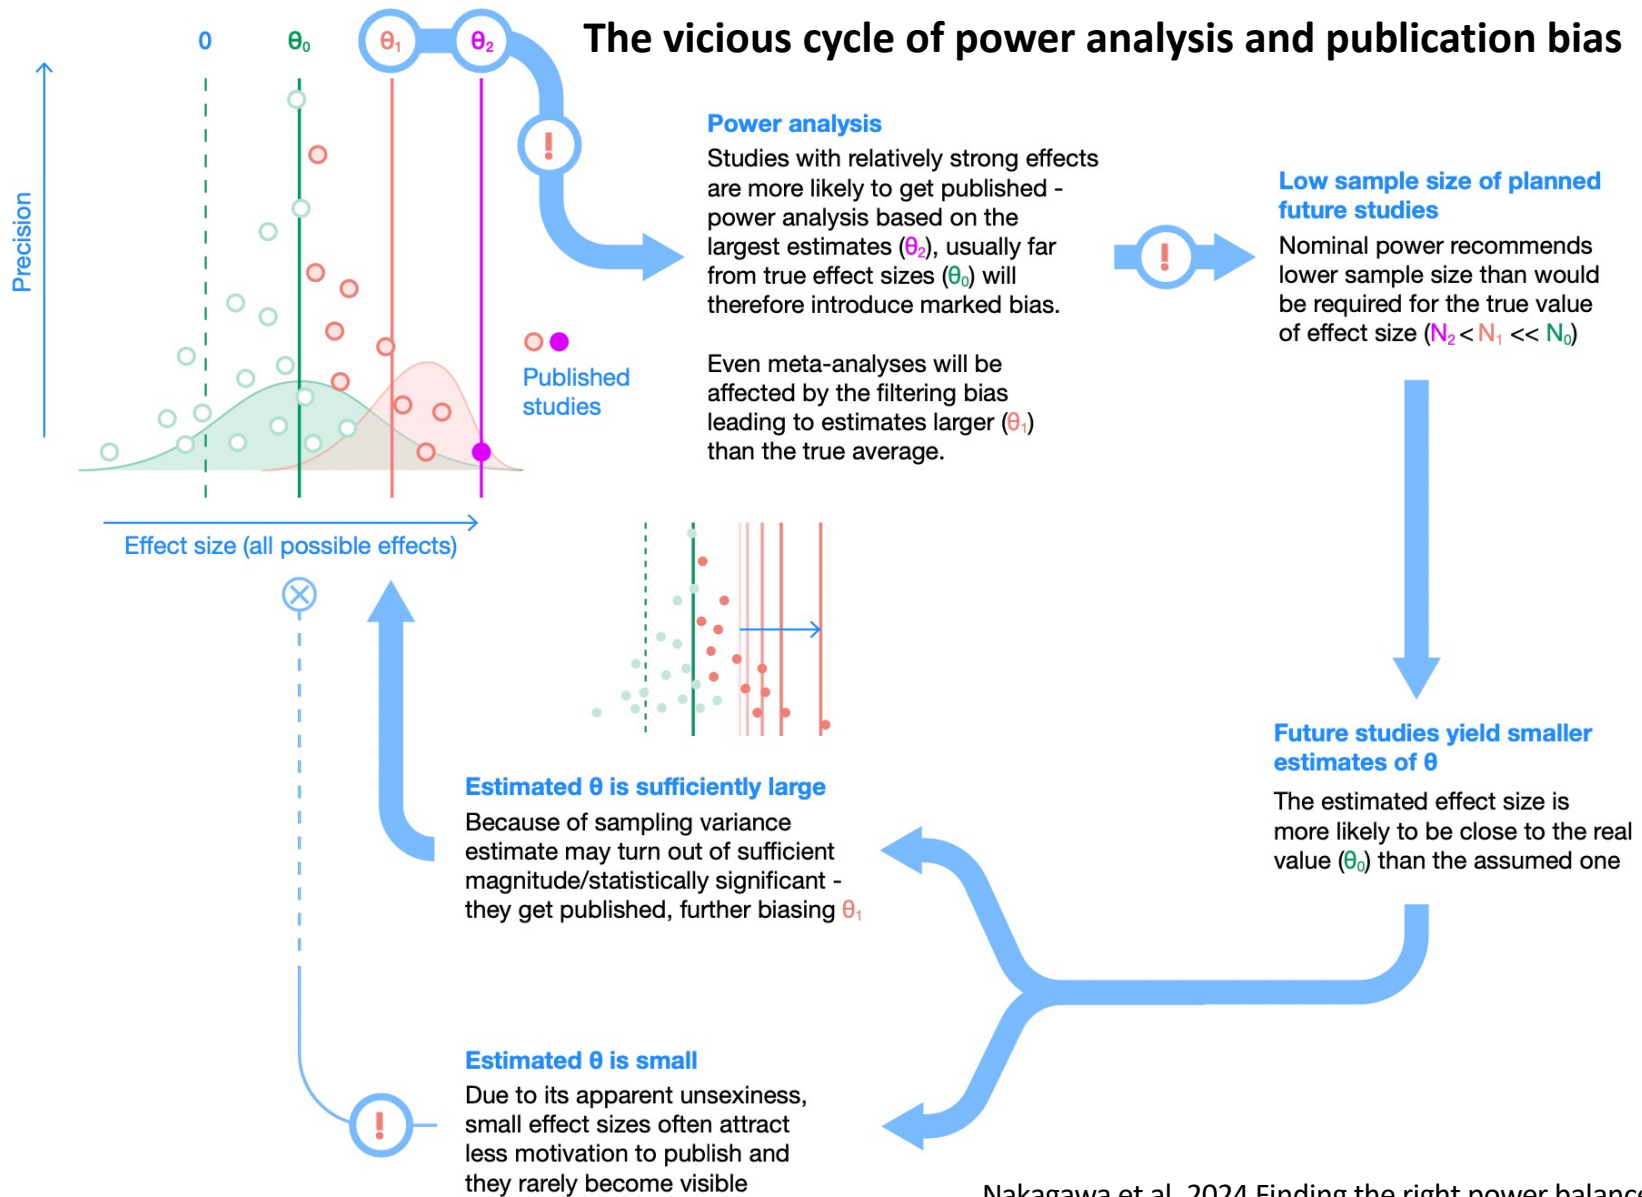 The vicious cycle of power analysis and publication bias
0
θ0
θ1
θ2
!
Precision
Effect size (all possible effects)
Published
studies
Power analysis
Studies with relatively strong effects
are more likely to get published -
power analysis based on the
largest estimates (θ2), usually far
from true effect sizes (θ0) will
therefore introduce marked bias.
Even meta-analyses will be
affected by the filtering bias
leading to estimates larger (θ1)
than the true average.
!
Low sample size of planned
future studies
Nominal power recommends
lower sample size than would
be required for the true value
of effect size (N2 < N1 << N0)
Future studies yield smaller
estimates of θ
The estimated effect size is
more likely to be close to the real
value (θ0) than the assumed one
Estimated θ is sufficiently large
Because of sampling variance
estimate may turn out of sufficient
magnitude/statistically significant -
they get published, further biasing θ1
Estimated θ is small
Due to its apparent unsexiness,
small effect sizes often attract
less motivation to publish and
they rarely become visible
!
Nakagawa et al. 2024 Finding the right power balance